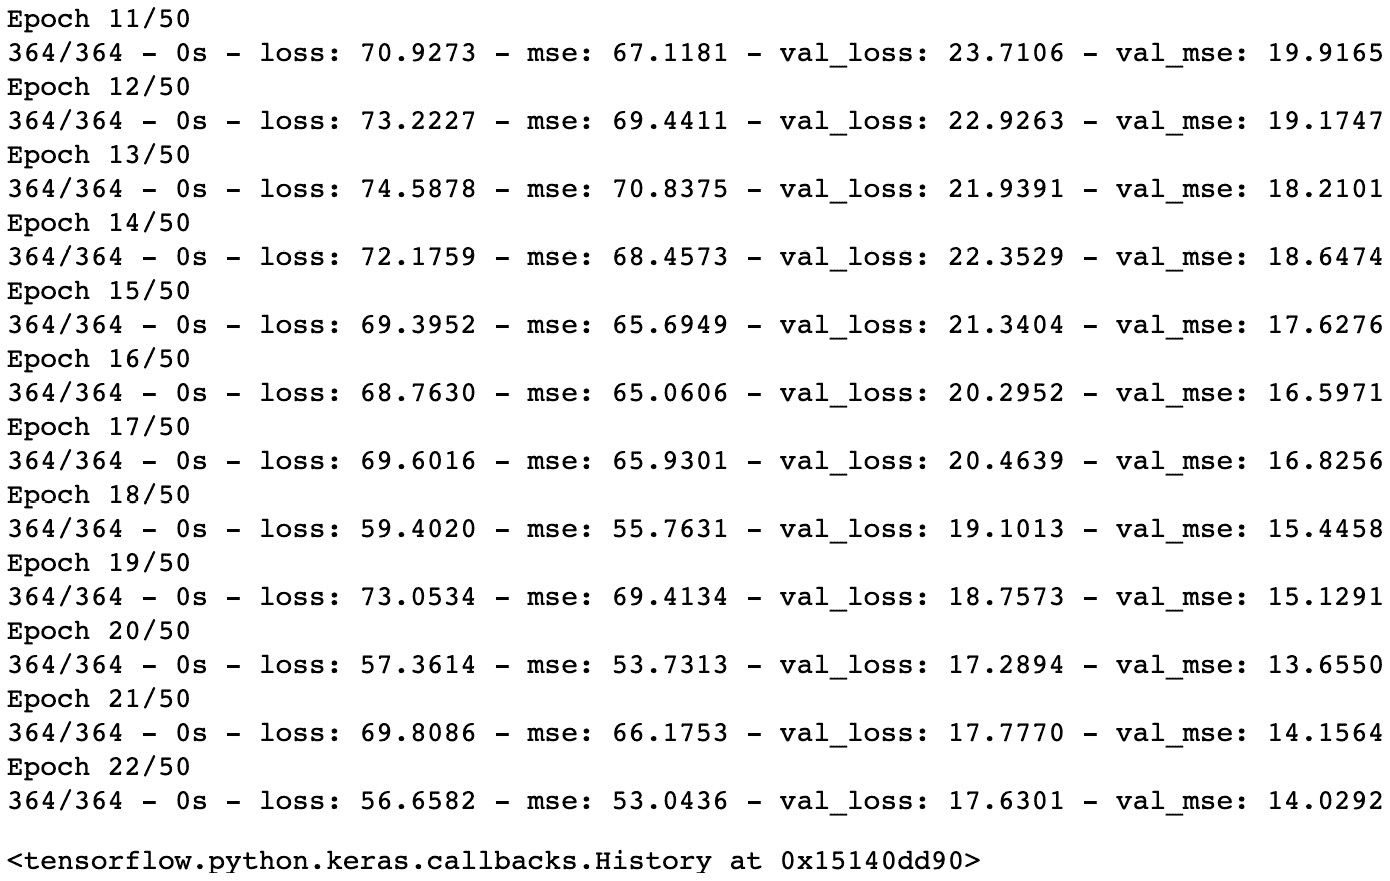 Epoch 11/50
364/364 - 0s - loss: 70.9273 - mse: 67.1181 - val_loss: 23.7106 - val_mse: 19.9165
Epoch 12/50
364/364 - 0s - loss: 73.2227 - mse: 69.4411 - val_loss: 22.9263 - val_mse: 19.1747
Epoch 13/50
364/364 - 0s - loss: 74.5878 - mse: 70.8375 - val_loss: 21.9391 - val_mse: 18.2101
Epoch 14/50
364/364 - 0s - loss: 72.1759 - mse: 68.4573 - val_loss: 22.3529 - val_mse: 18.6474
Epoch 15/50
364/364 - 0s - loss: 69.3952 - mse: 65.6949 - val_loss: 21.3404 - val_mse: 17.6276
Epoch 16/50
364/364 - 0s - loss: 68.7630 - mse: 65.0606 - val_loss: 20.2952 - val_mse: 16.5971
Epoch 17/50
364/364 - 0s - loss: 69.6016 - mse: 65.9301 - val_loss: 20.4639 - val_mse: 16.8256
Epoch 18/50
364/364 - 0s - loss: 59.4020 - mse: 55.7631 - val_loss: 19.1013 - val_mse: 15.4458
Epoch 19/50
364/364 - 0s - loss: 73.0534 - mse: 69.4134 - val_loss: 18.7573 - val_mse: 15.1291
Epoch 20/50
364/364 - 0s - loss: 57.3614 - mse: 53.7313 - val_loss: 17.2894 - val_mse: 13.6550
Epoch 21/50
364/364 - 0s - loss: 69.8086 - mse: 66.1753 - val_loss: 17.7770 - val_mse: 14.1564
Epoch 22/50
364/364 - 0s - loss: 56.6582 - mse: 53.0436 - val_loss: 17.6301 - val_mse: 14.0292
<tensorflow.python.keras.callbacks.History at 0x15140dd90>